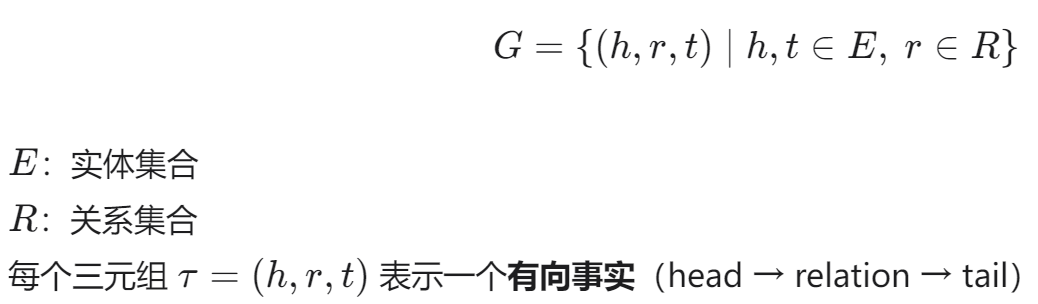 G = {(h, r, t) | h, t ∈ E, r ∈ R}
E：实体集合
R：关系集合
每个三元组 τ = (h, r, t) 表示一个有向事实（head → relation → tail）